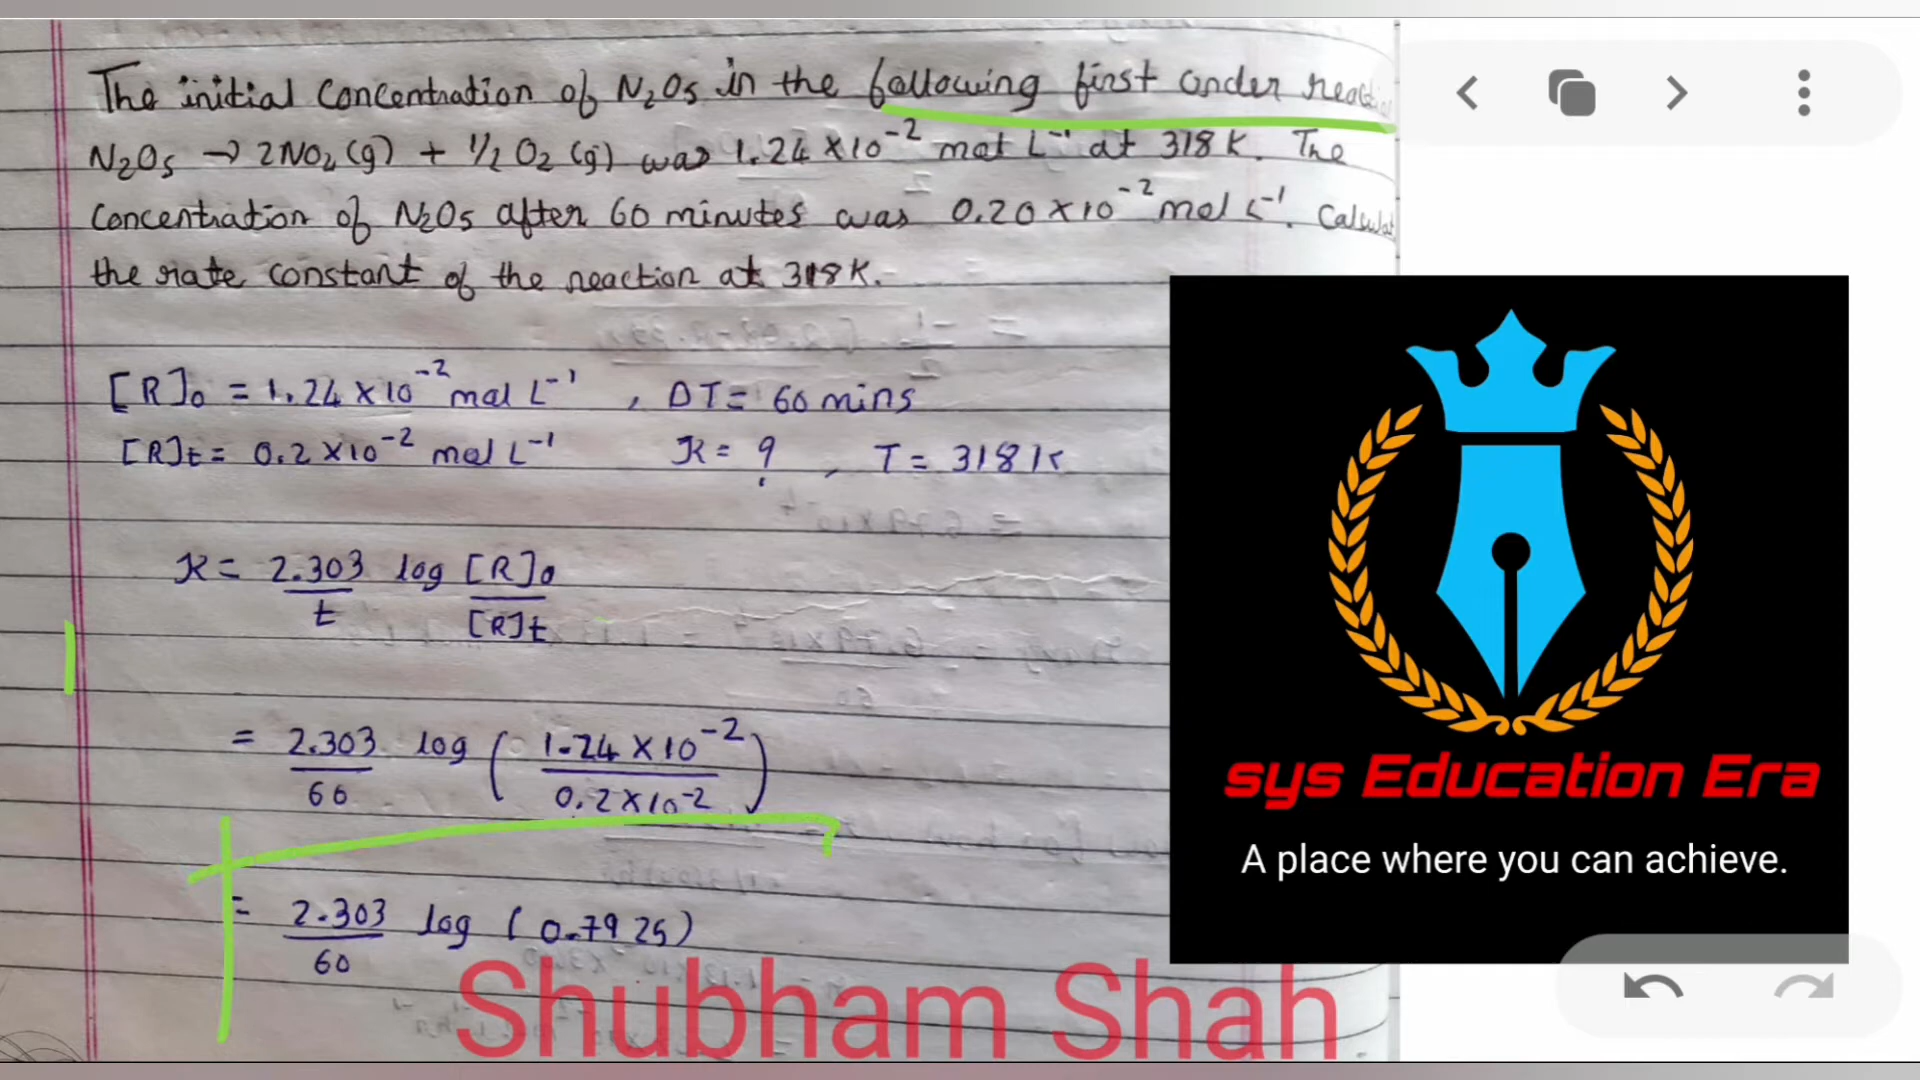 The initial concentration of N₂O₅ in the following first order
N₂O₅ → 2NO₂(g) + 1/2 O₂(g) was 1.24 × 10⁻² mol L⁻¹ at 318 K. The
concentration of N₂O₅ after 60 minutes was 0.20 × 10⁻² mol L⁻¹.
the rate constant of the reaction at 318 K.
[R]₀ = 1.24 × 10⁻² mol L⁻¹ , ΔT = 60 mins
[R]t = 0.2 × 10⁻² mol L⁻¹ K = ? , T = 318 K
K = 2.303/t log [R]₀/[R]t
= 2.303/60 log (1.24 × 10⁻²/0.2 × 10⁻²)
= 2.303/60 log (0.7925)
sys Education Era
A place where you can achieve.
Shubham Shah